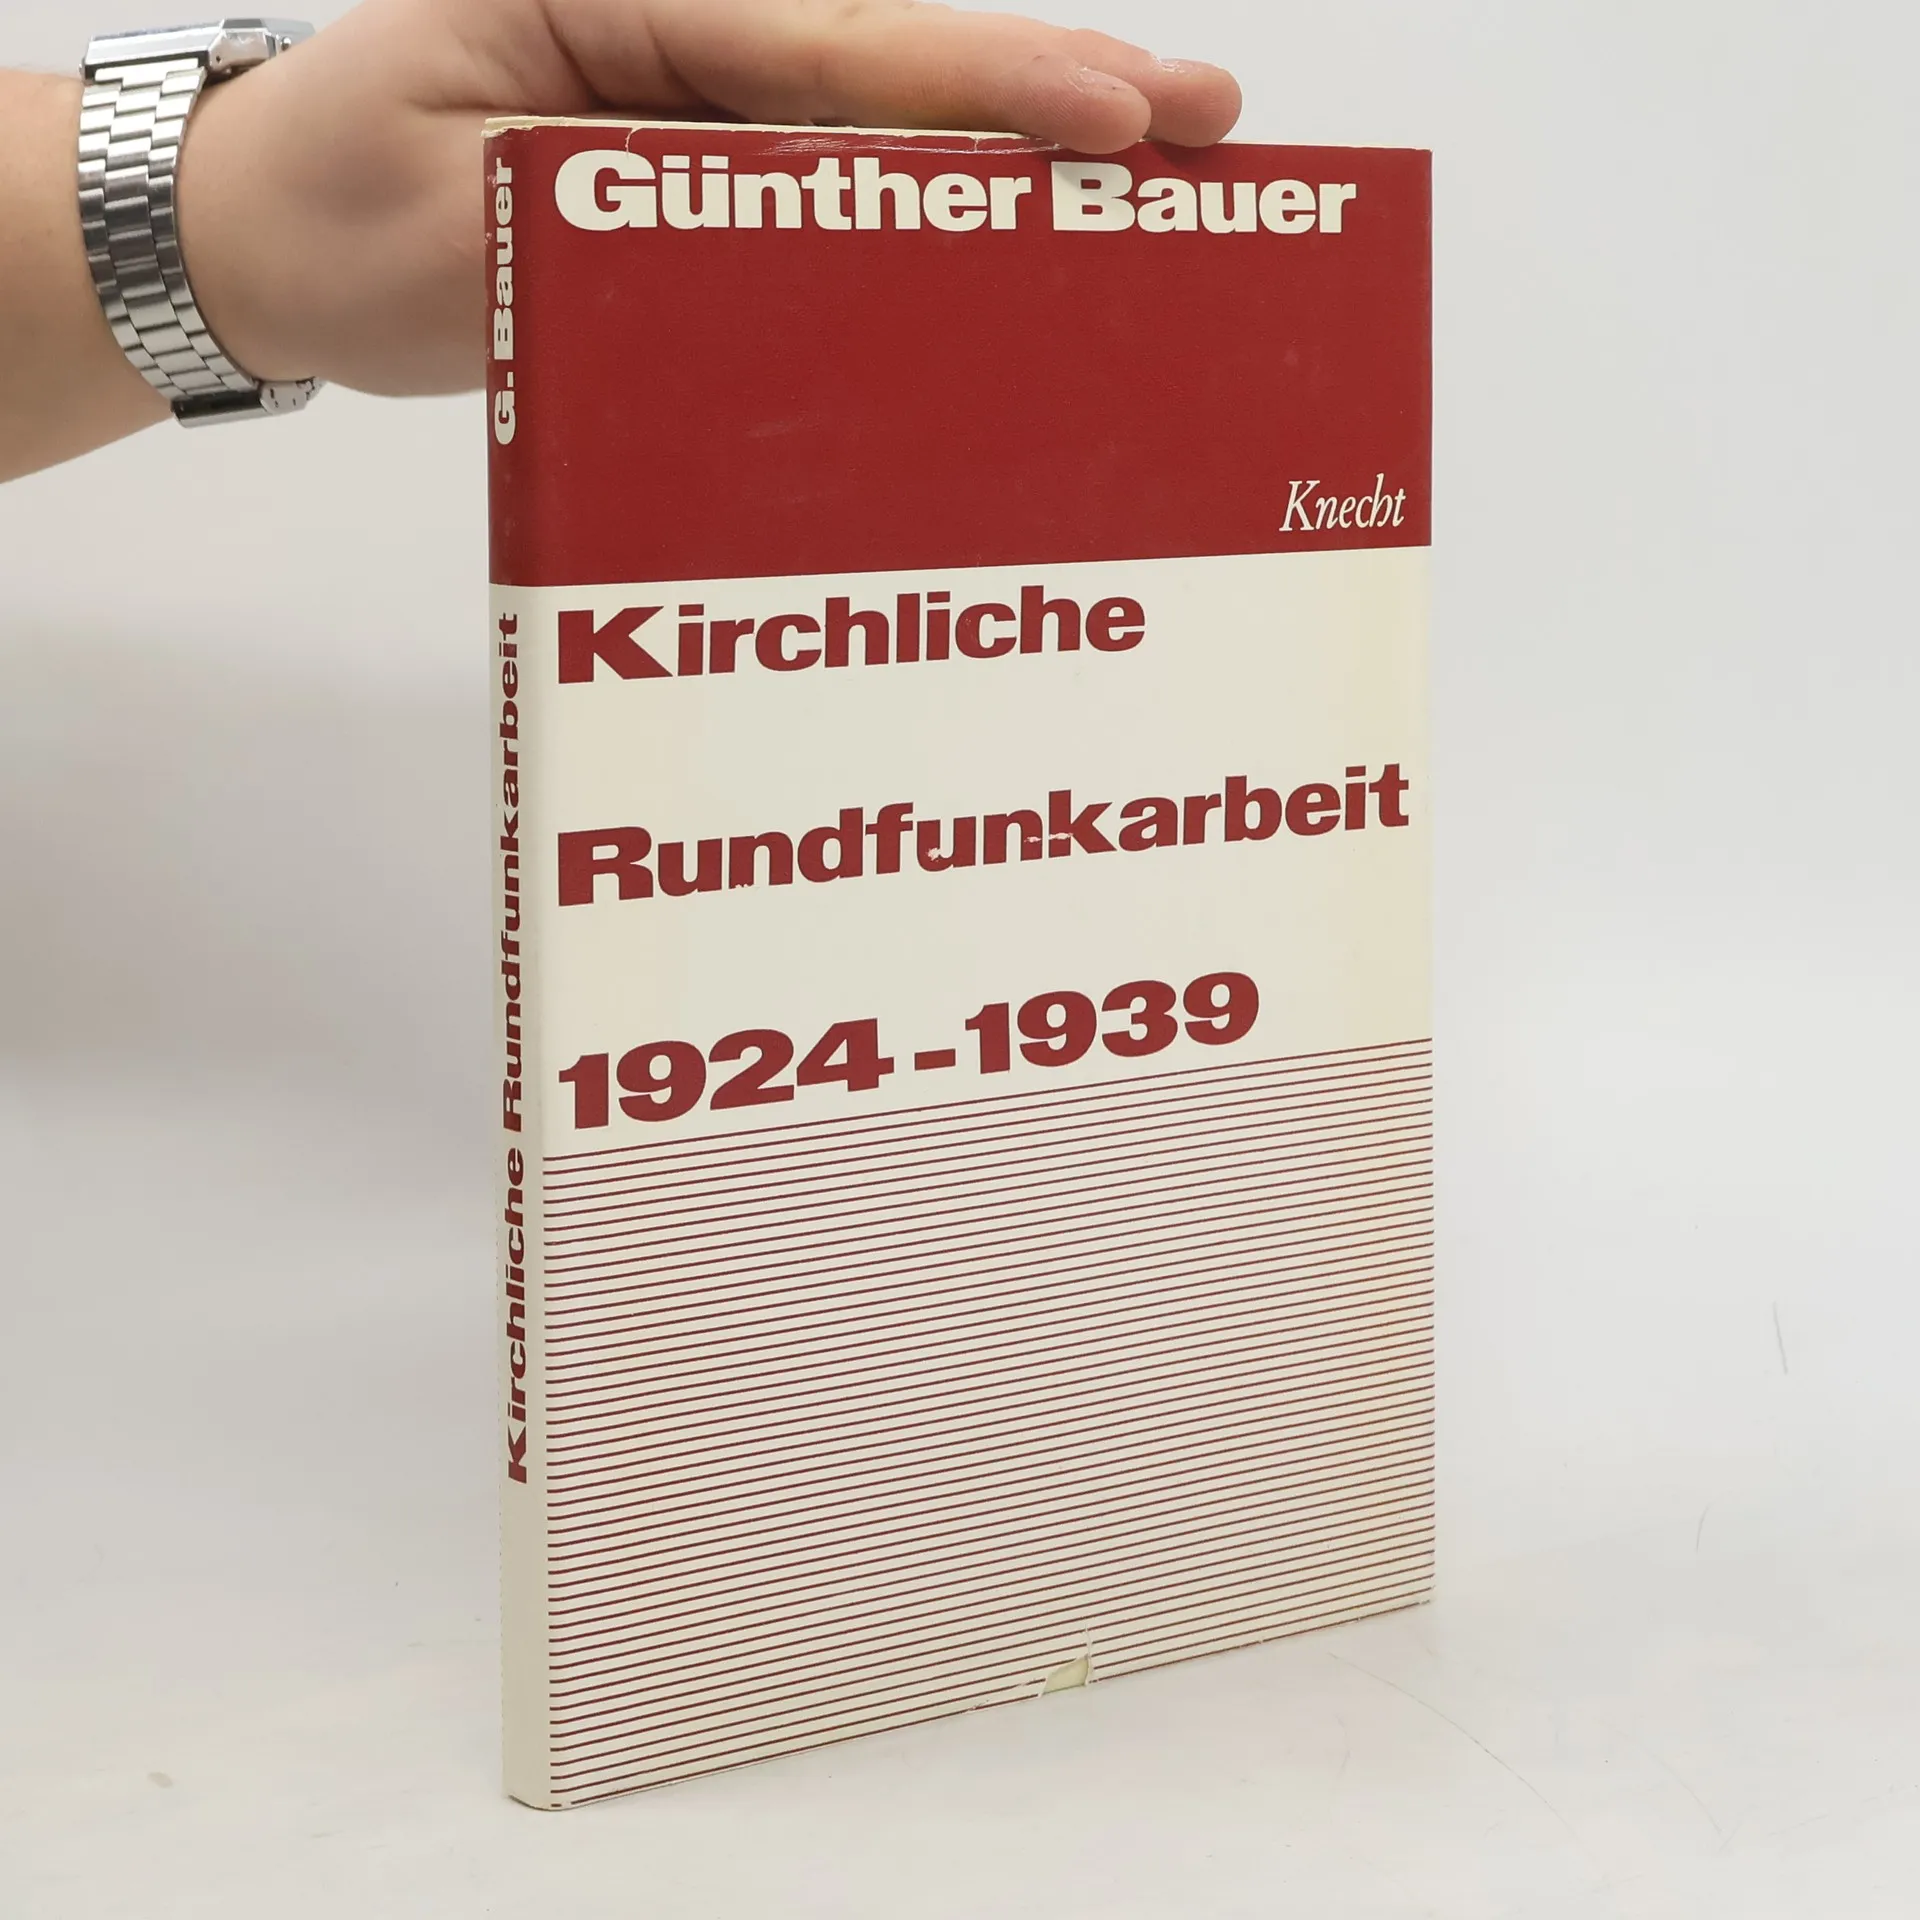 Günther Bauer
Knecht
Kirchliche
Rundfunkarbeit
1924-1939
G. Bauer
Kirchliche Rundfunkarbeit